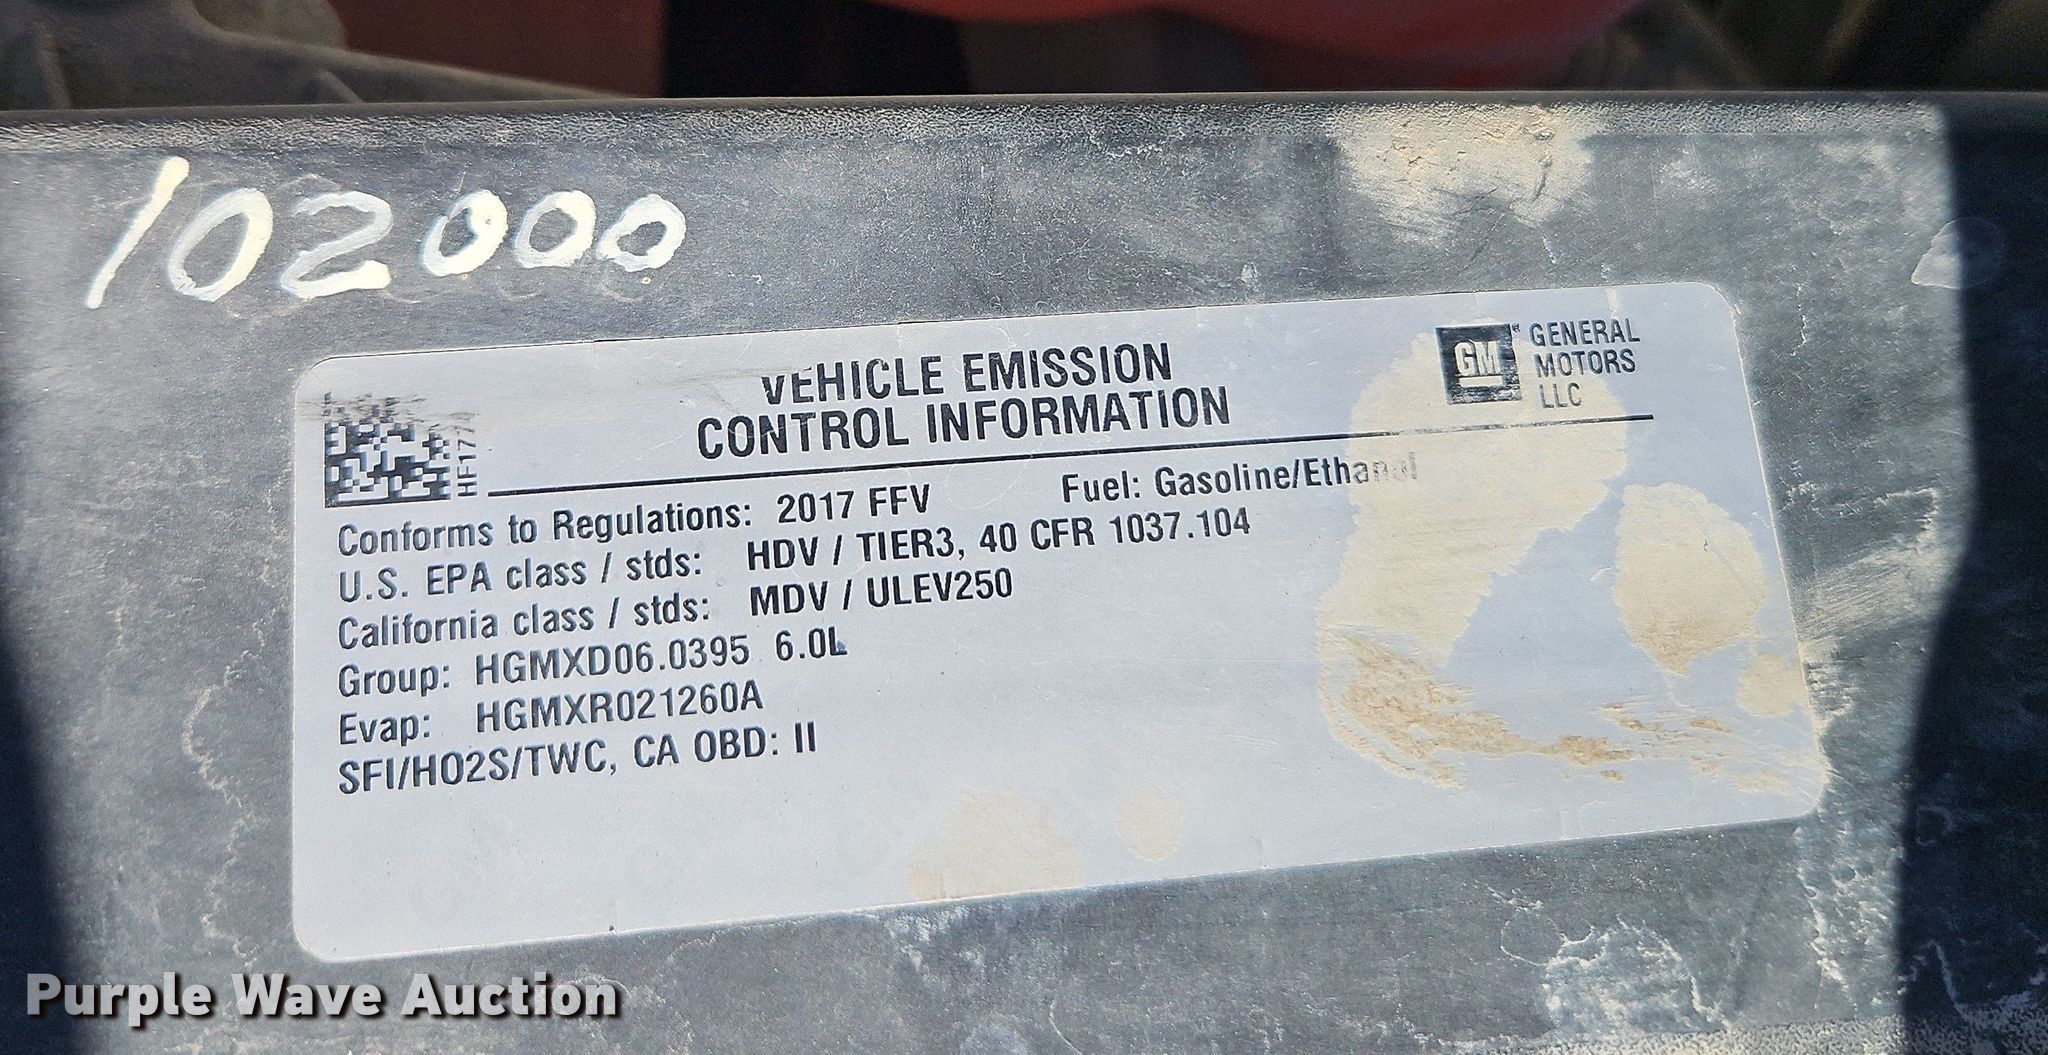 102000
VEHICLE EMISSION
CONTROL INFORMATION
GM
GENERAL
MOTORS
LLC
Conforms to Regulations: 2017 FFV Fuel: Gasoline/Ethanol
U.S. EPA class / stds: HDV / TIER3, 40 CFR 1037.104
California class / stds: MDV / ULEV250
Group: HGMXD06.0395 6.0L
Evap: HGMXR021260A
SFI/HO2S/TWC, CA OBD: II
Purple Wave Auction